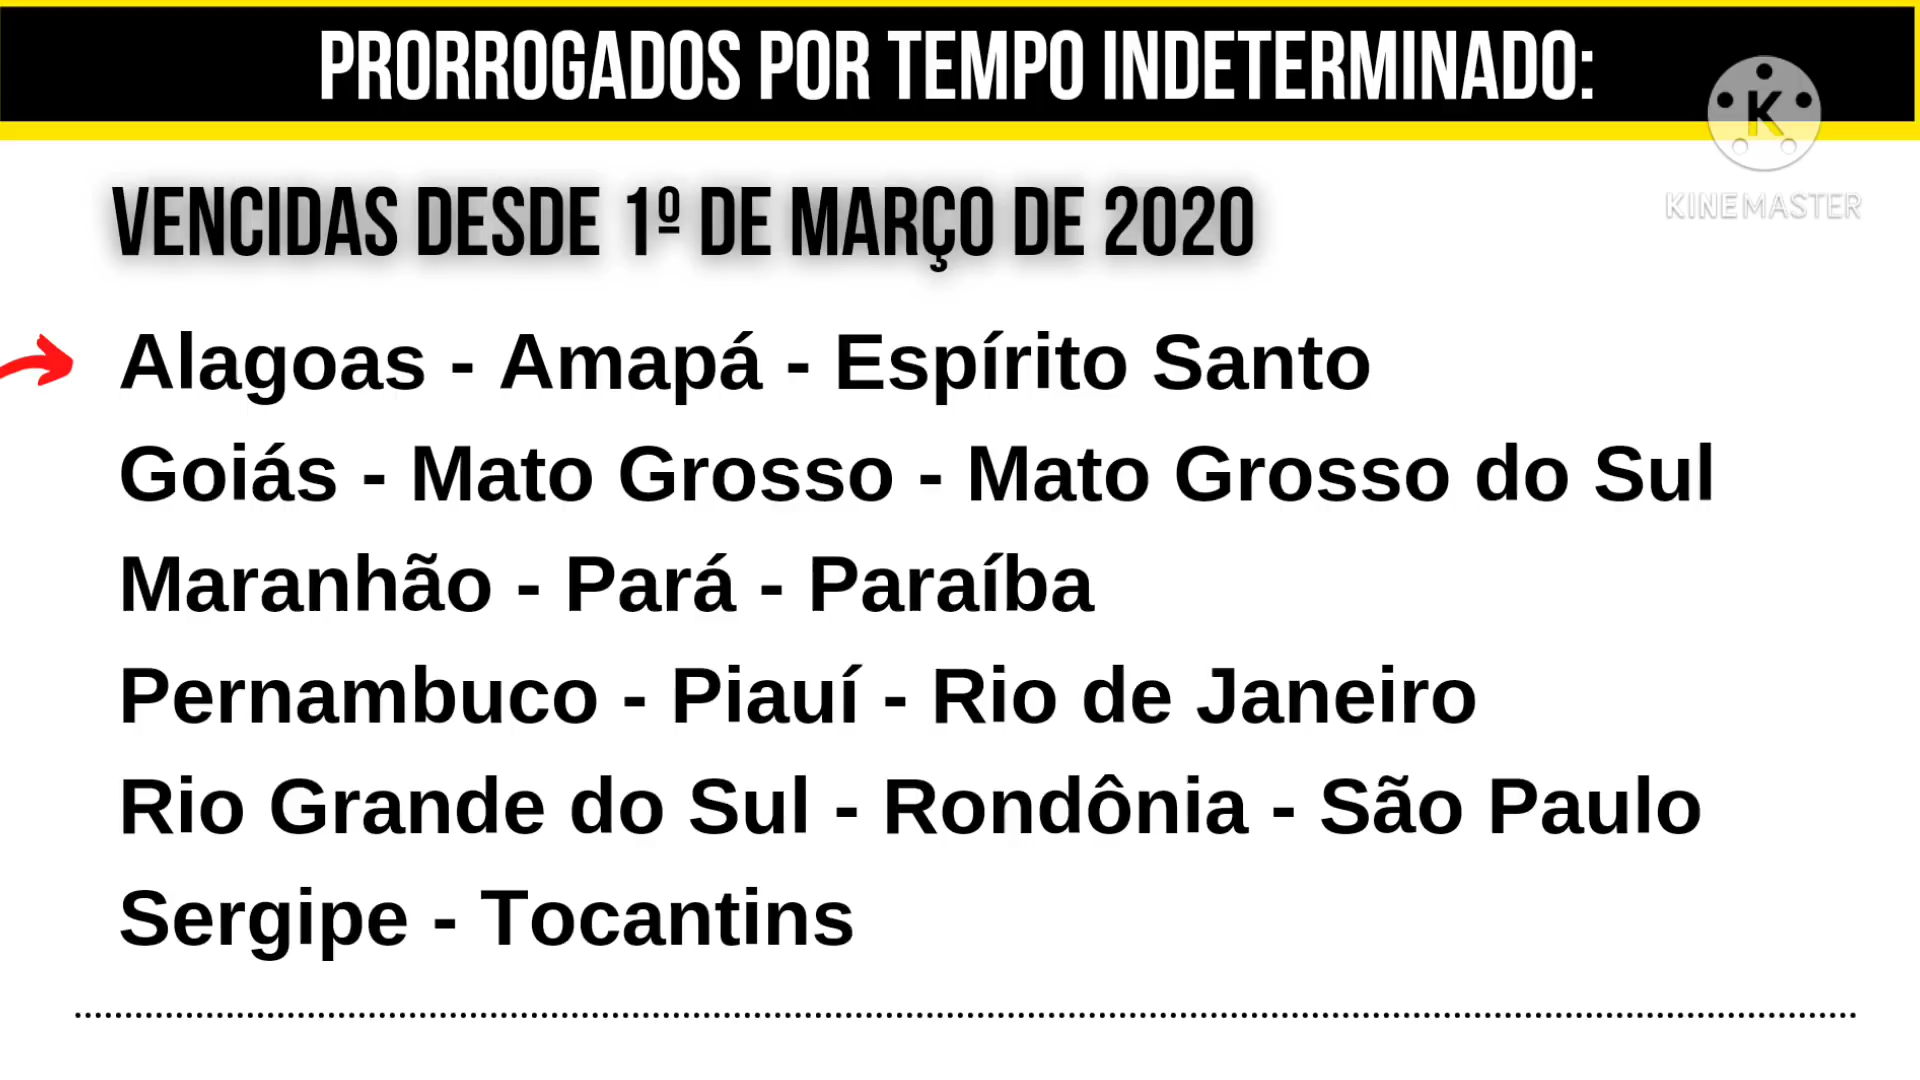 PRORROGADOS POR TEMPO INDETERMINADO:
K
KINEMASTER
VENCIDAS DESDE 1º DE MARÇO DE 2020
Alagoas - Amapá - Espírito Santo
Goiás - Mato Grosso - Mato Grosso do Sul
Maranhão - Pará - Paraíba
Pernambuco - Piauí - Rio de Janeiro
Rio Grande do Sul - Rondônia - São Paulo
Sergipe - Tocantins